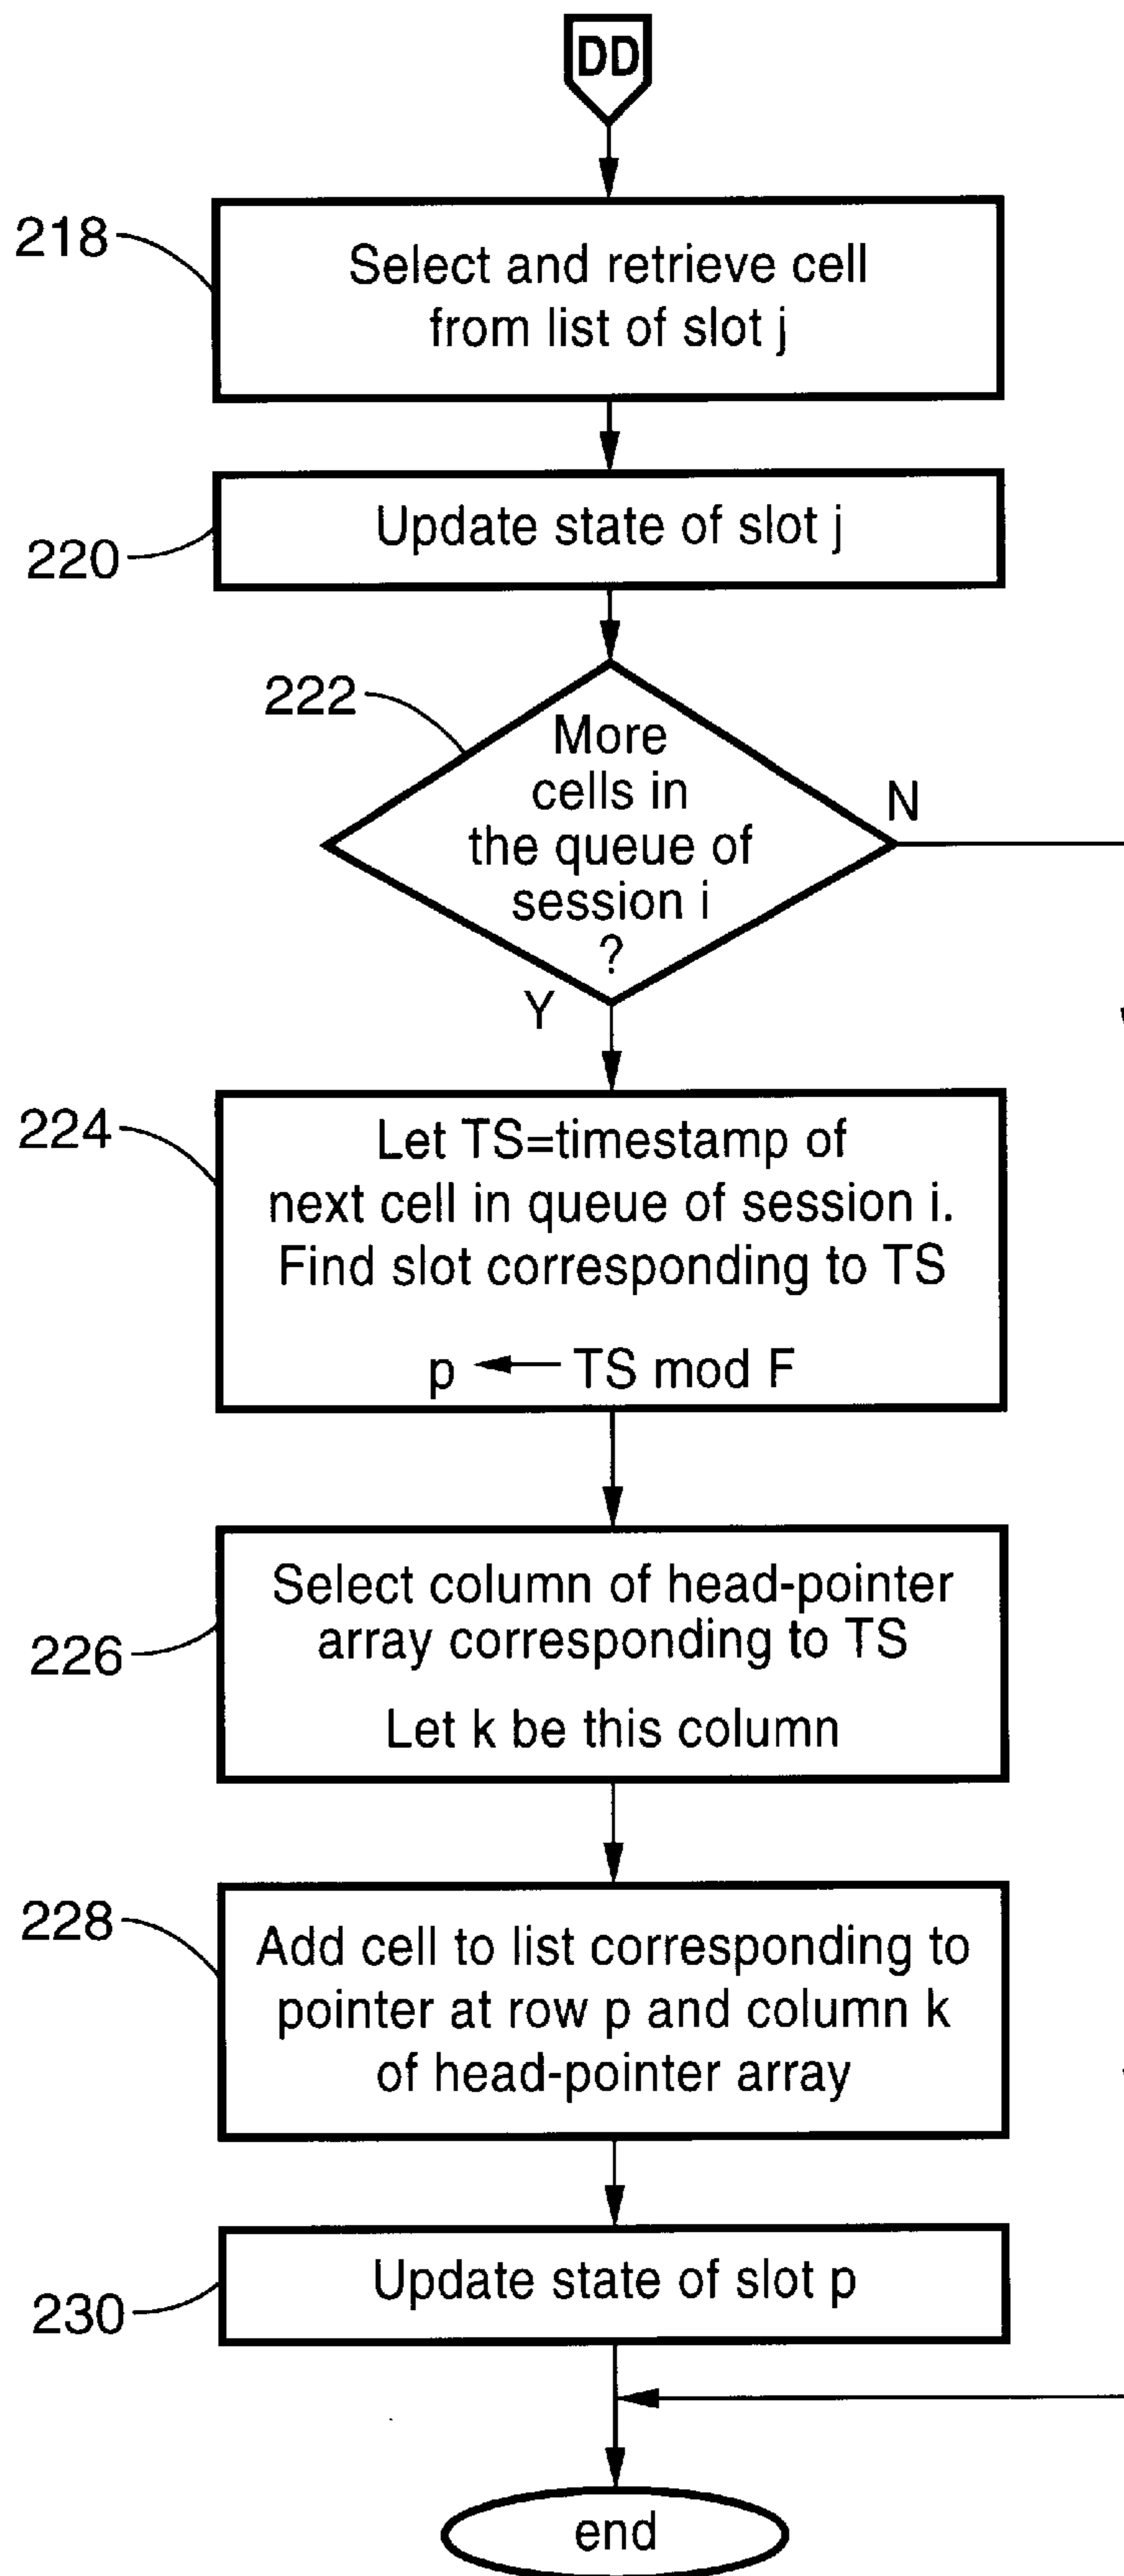 DD
218
Select and retrieve cell
from list of slot j
220
Update state of slot j
222
More
cells in
the queue of
session i
?
N
Y
224
Let TS=timestamp of
next cell in queue of session i.
Find slot corresponding to TS
p ← TS mod F
226
Select column of head-pointer
array corresponding to TS
Let k be this column
228
Add cell to list corresponding to
pointer at row p and column k
of head-pointer array
230
Update state of slot p
end